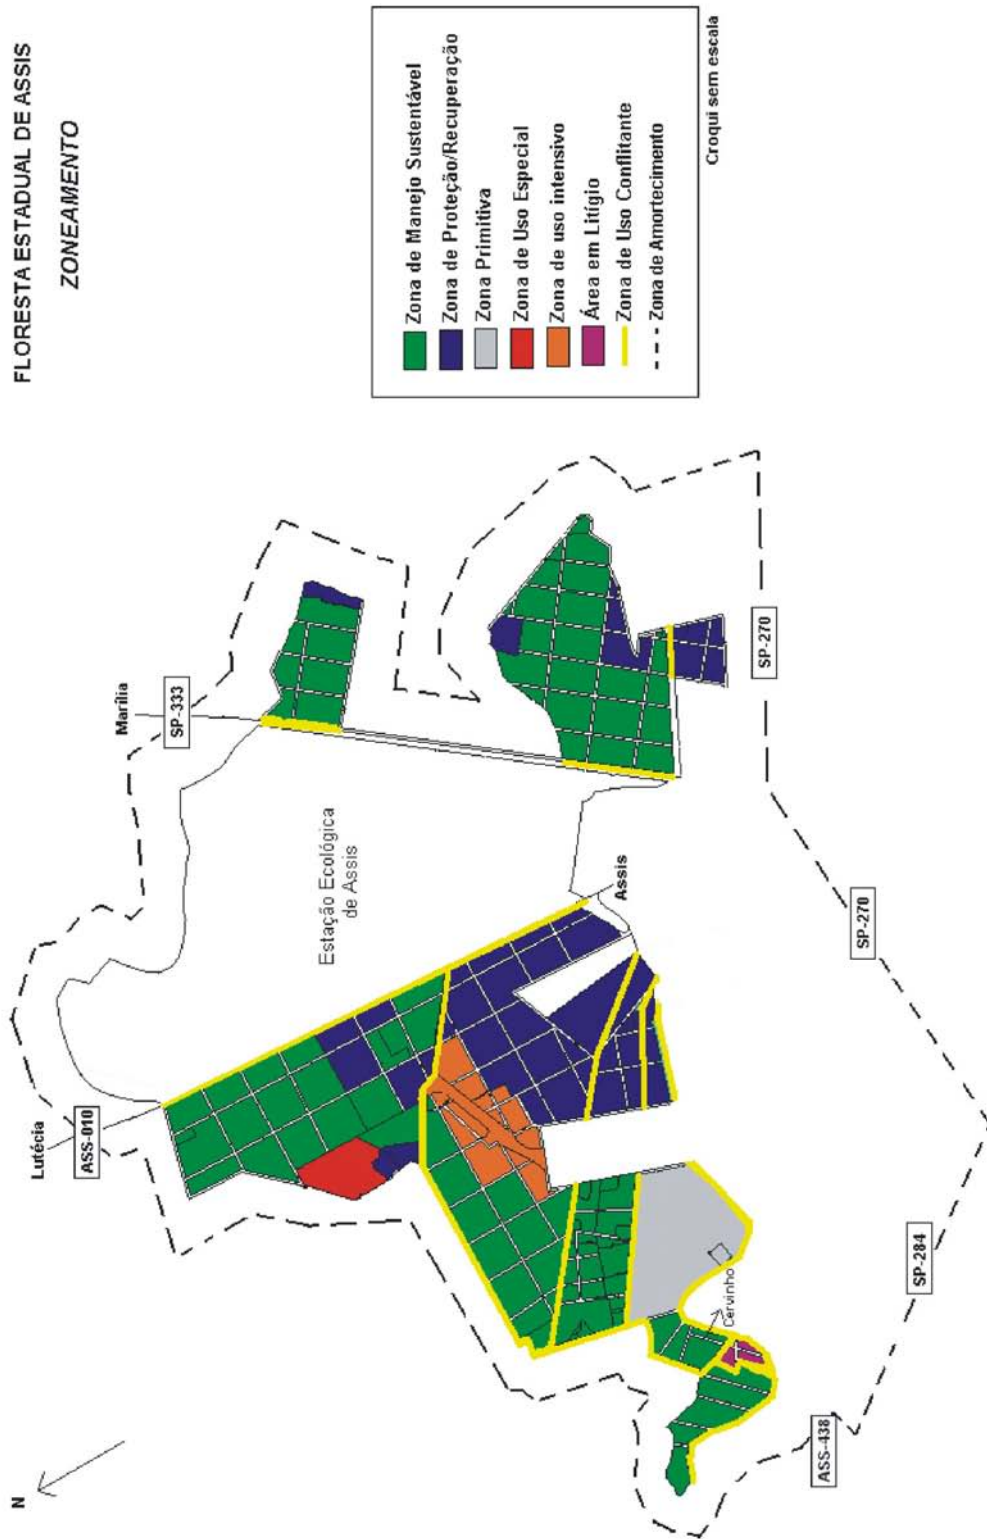 FLORESTA ESTADUAL DE ASSIS
ZONEAMENTO
Zona de Manejo Sustentável
Zona de Proteção/Recuperação
Zona Primitiva
Zona de Uso Especial
Zona de uso intensivo
Área em Litígio
Zona de Uso Conflitante
Zona de Amortecimento
Croqui sem escala
N
Lutécia
ASS-010
Marília
SP-333
Estação Ecológica
de Assis
Assis
SP-270
SP-270
SP-284
ASS-438
Cervinho